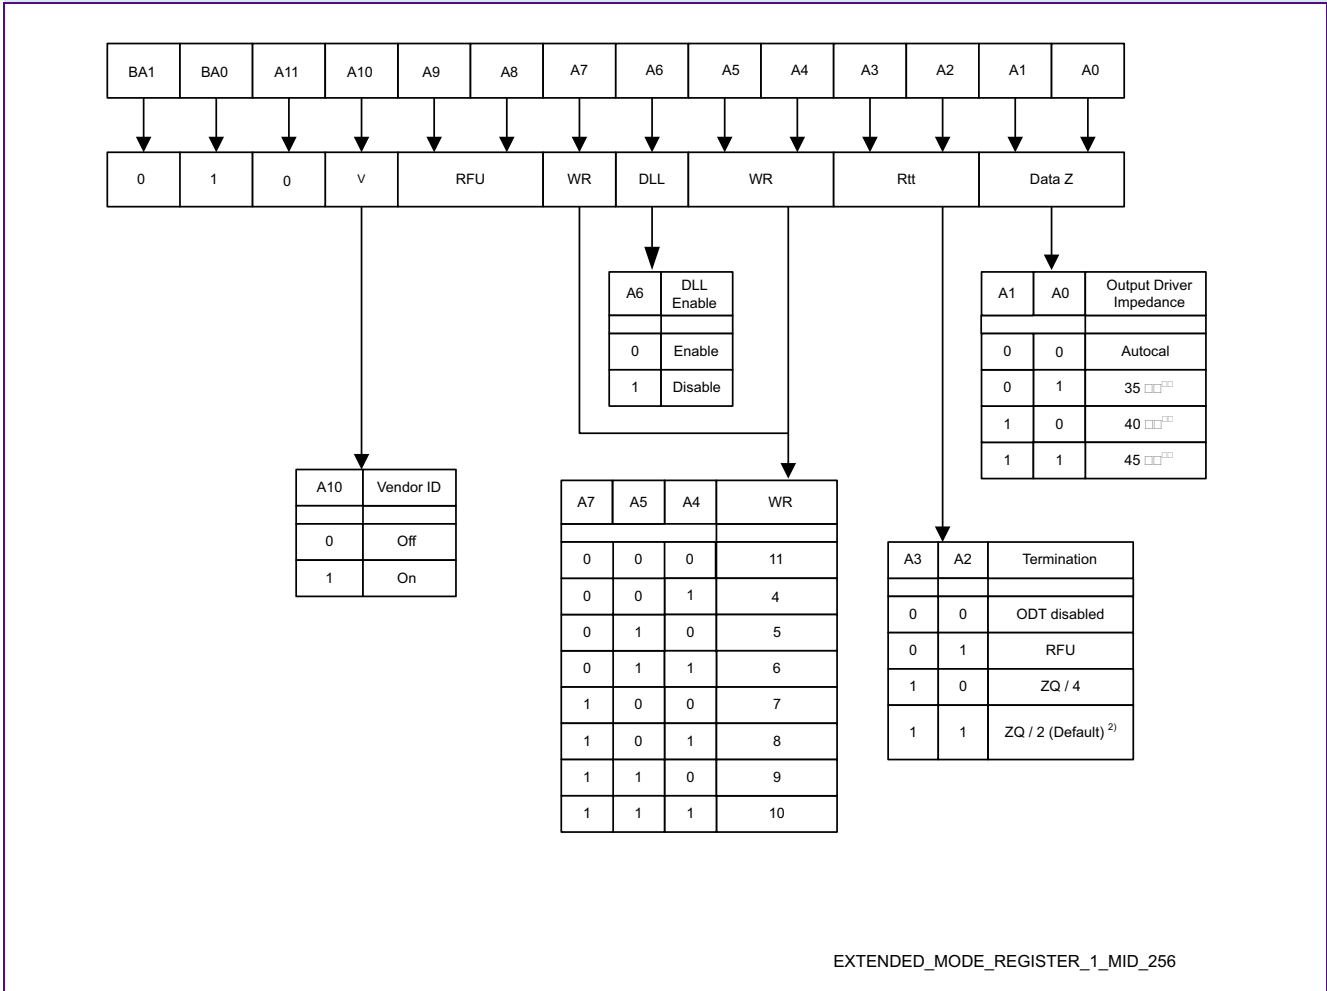 BA1 BA0 A11 A10 A9 A8 A7 A6 A5 A4 A3 A2 A1 A0
0 1 0 V RFU WR DLL WR Rtt Data Z
A6 DLL Enable
0 Enable
1 Disable
A1 A0 Output Driver Impedance
0 0 Autocal
0 1 35
1 0 40
1 1 45
A10 Vendor ID
0 Off
1 On
A7 A5 A4 WR
0 0 0 11
0 0 1 4
0 1 0 5
0 1 1 6
1 0 0 7
1 0 1 8
1 1 0 9
1 1 1 10
A3 A2 Termination
0 0 ODT disabled
0 1 RFU
1 0 ZQ / 4
1 1 ZQ / 2 (Default) 2)
EXTENDED_MODE_REGISTER_1_MID_256